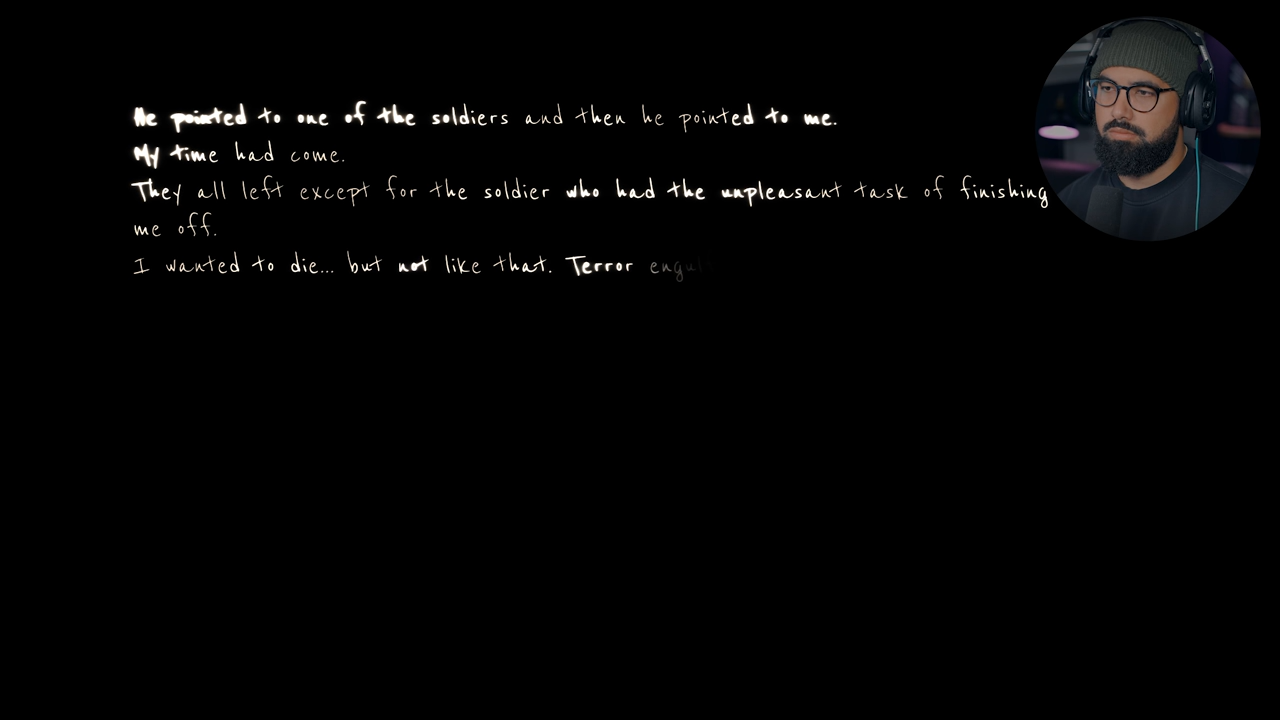 He pointed to one of the soldiers and then he pointed to me.
My time had come.
They all left except for the soldier who had the unpleasant task of finishing
me off.
I wanted to die... but not like that. Terror